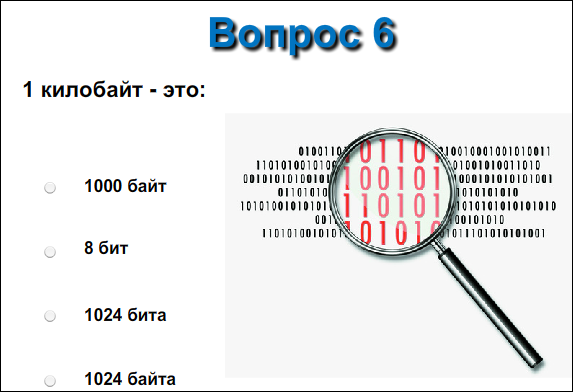 Вопрос 6
1 килобайт - это:
1000 байт
8 бит
1024 бита
1024 байта